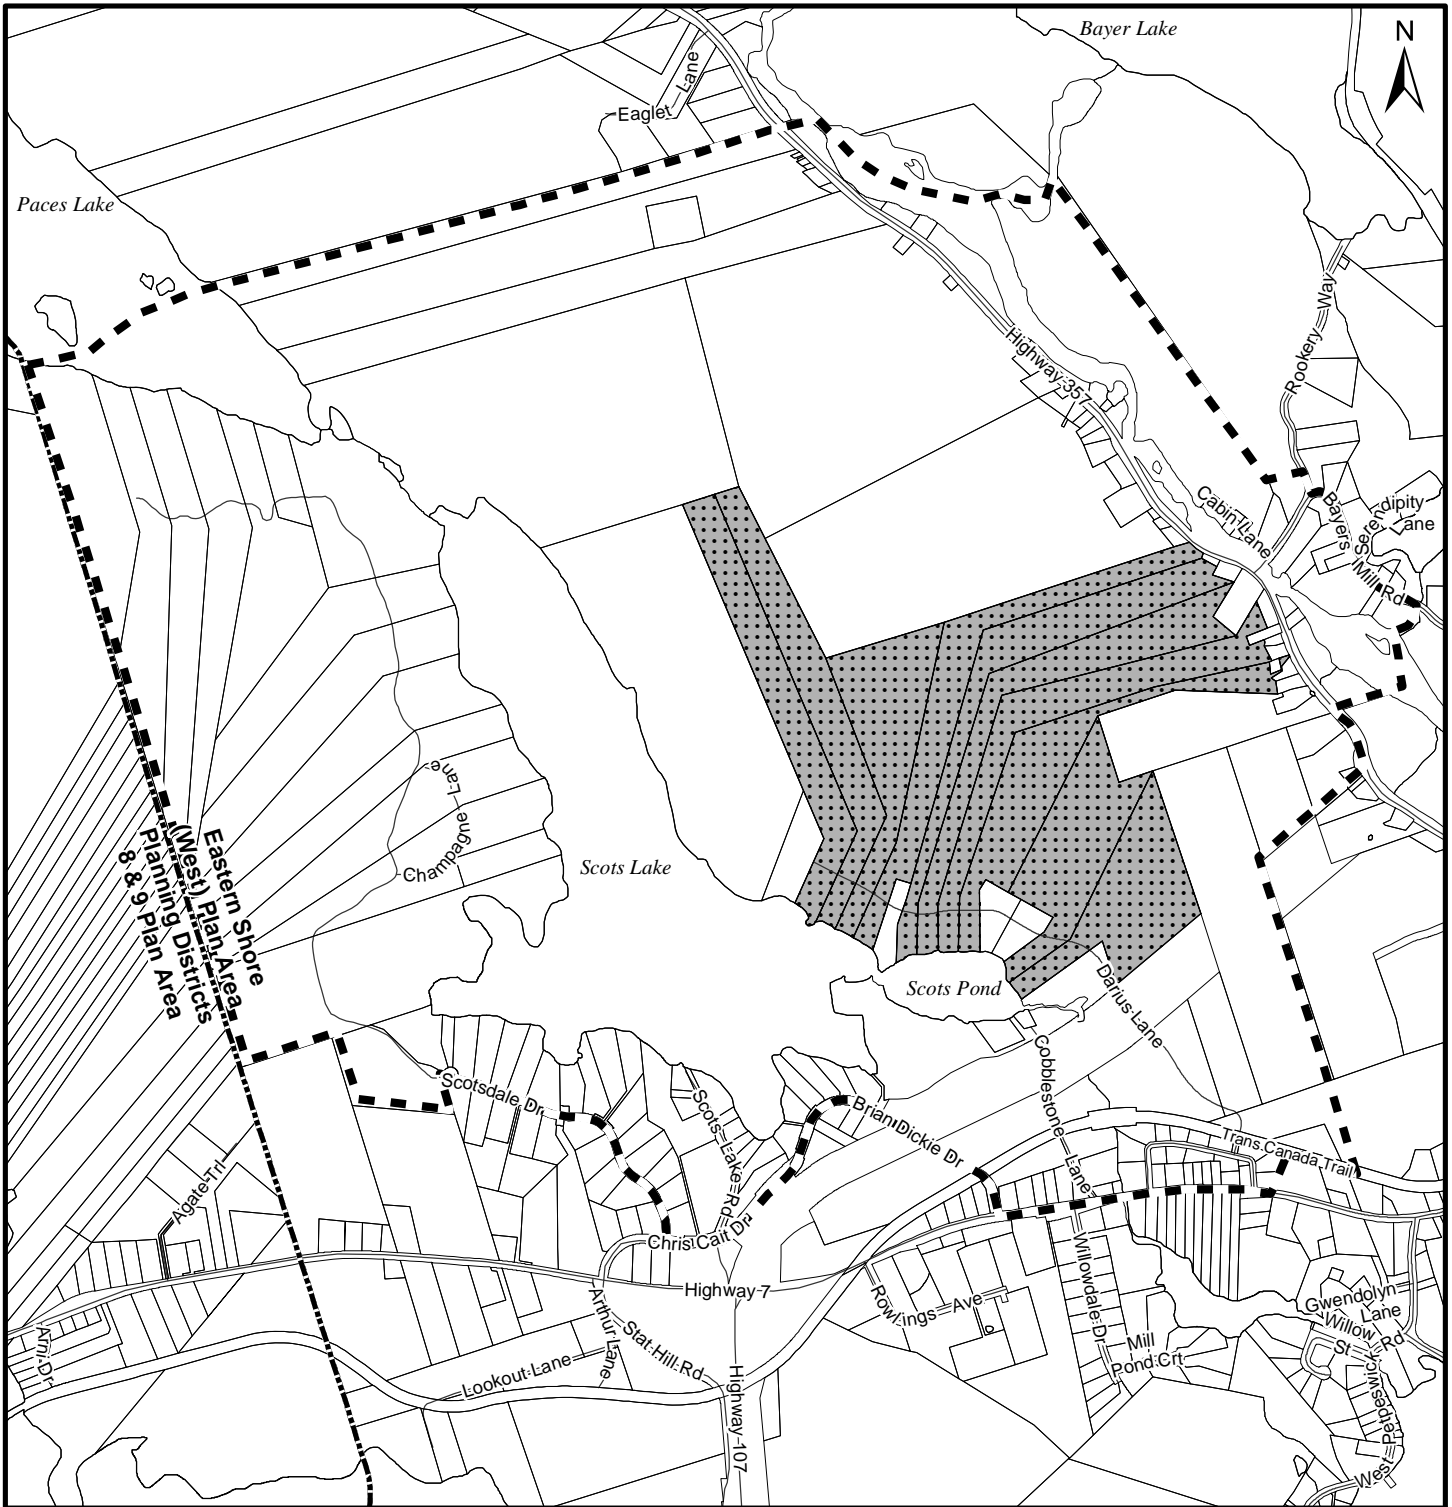 Bayer Lake
N
Eaglet Lane
Paces Lake
Rookery Way
Highway 357
Cabin Lane
Bayers Mill Rd
Serendipity
Lane
Champagne Lane
Eastern Shore
(West) Plan Area
Planning Districts
8 & 9 Plan Area
Scots Lake
Scots Pond
Darius Lane
Cobblestone Lane
Scotsdale Dr
Scots Lake Rd
Brian Dickie Dr
Trans Canada Trail
Agate Trl
Chris Cait Dr
Highway 7
Arthur Lane
Stat Hill Rd
Rowlings Ave
Willowdale Dr
Gwendolyn
Lane
Willow
St
Mill
Pond Crt
Arni Dr
Lookout Lane
Highway 107
West Petpeswick Rd